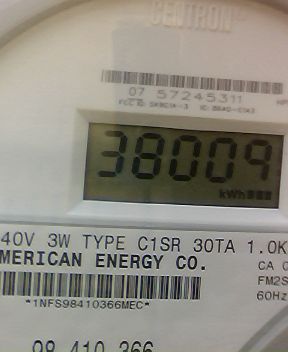 CENTRON
07 57245311
38009
kWh
40V 3W TYPE C1SR 30TA 1.0K
MERICAN ENERGY CO.
CA
FM2S
*1NFS98410366MEC*
60Hz
98 410 366